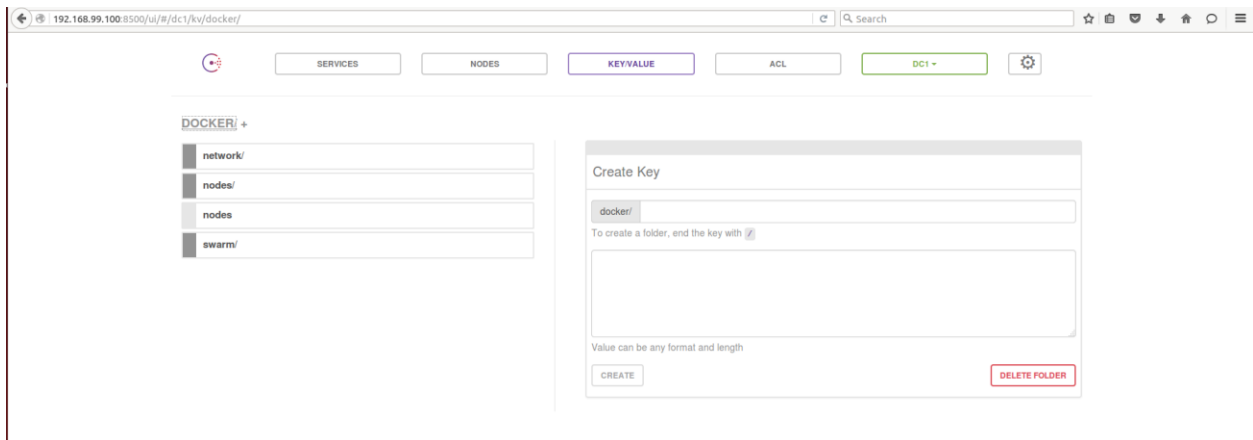 192.168.99.100:8500/ui/#/dc1/kv/docker/
Search
SERVICES
NODES
KEY/VALUE
ACL
DC1
DOCKER/ +
network/
nodes/
nodes
swarm/
Create Key
docker/
To create a folder, end the key with /
Value can be any format and length
CREATE
DELETE FOLDER